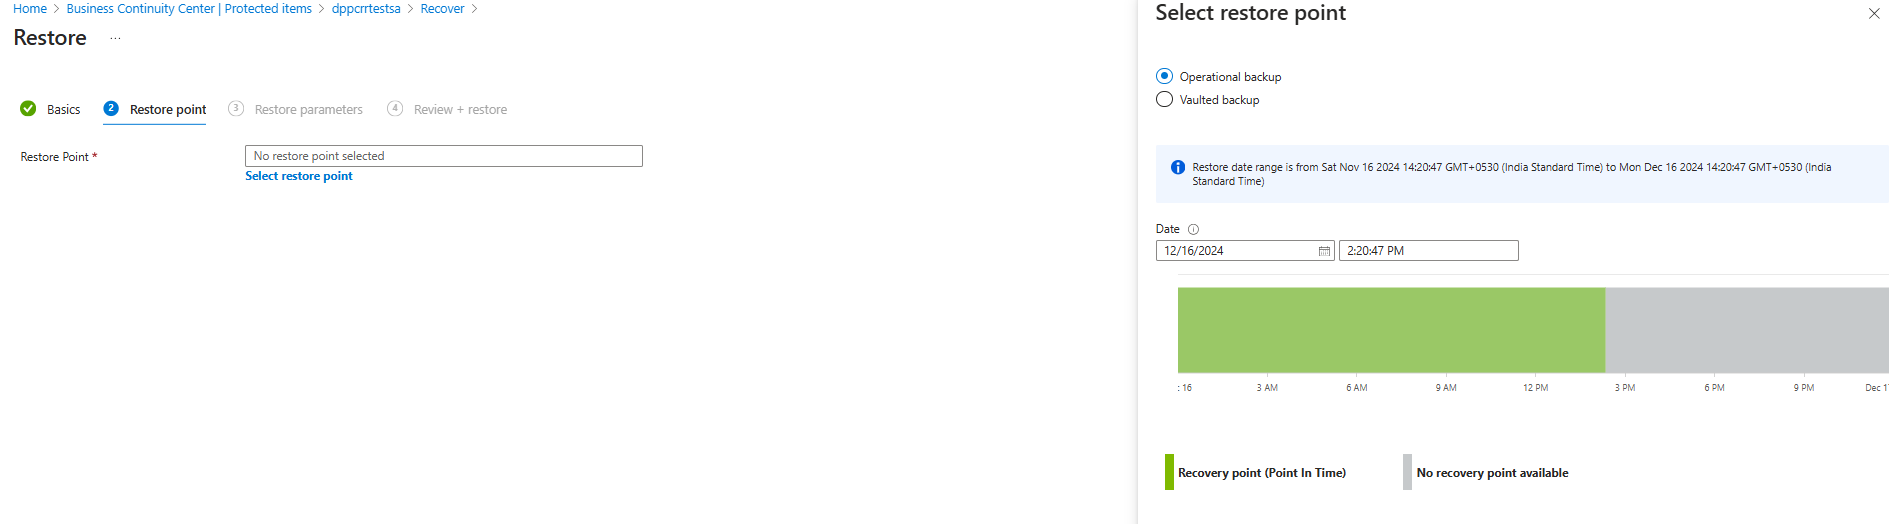 Home > Business Continuity Center | Protected items > dppcrrtestsa > Recover >
Restore ...
Basics 2 Restore point 3 Restore parameters 4 Review + restore
Restore Point *
No restore point selected
Select restore point
Select restore point
Operational backup
Vaulted backup
Restore date range is from Sat Nov 16 2024 14:20:47 GMT+0530 (India Standard Time) to Mon Dec 16 2024 14:20:47 GMT+0530 (India
Standard Time)
Date
12/16/2024 2:20:47 PM
: 16 3 AM 6 AM 9 AM 12 PM 3 PM 6 PM 9 PM Dec 1
Recovery point (Point In Time) No recovery point available